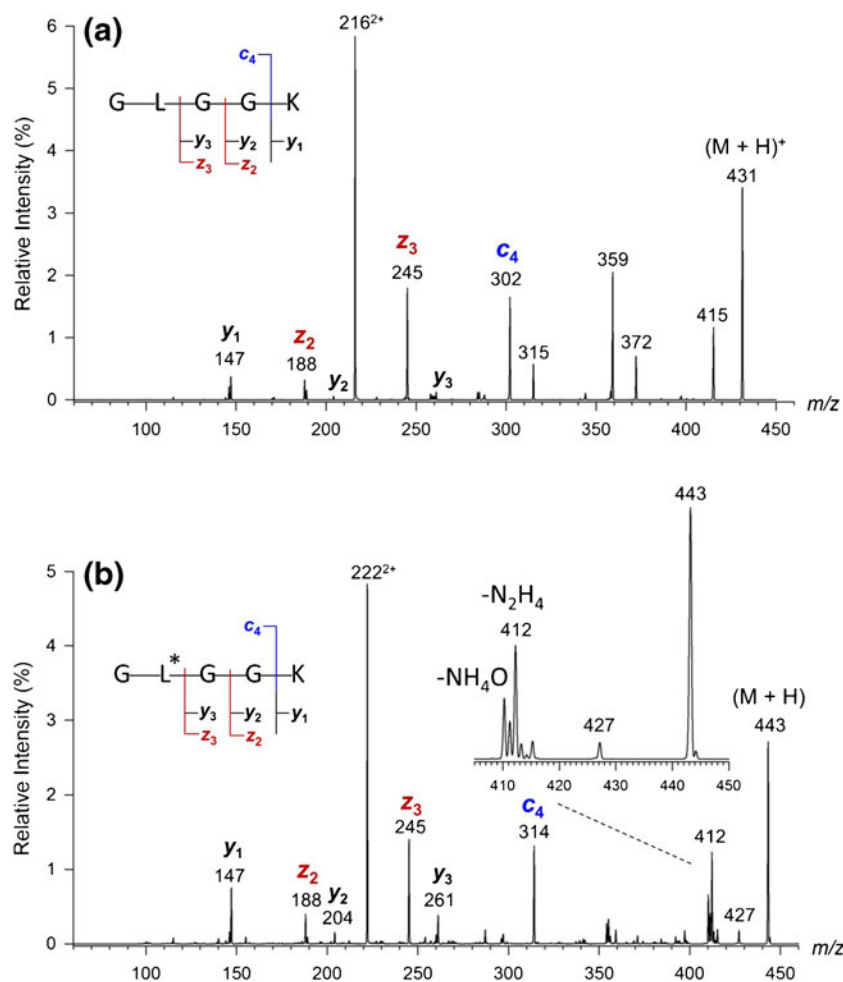 (a)
Relative Intensity (%)
6
5
4
3
2
1
0
c₄
G L G G K
y₃ y₂ y₁
z₃ z₂
216²⁺
(M + H)⁺
431
z₃
245
c₄
302
359
415
372
315
y₁
147
z₂
188
y₂
y₃
100 150 200 250 300 350 400 450 m/z
(b)
Relative Intensity (%)
5
4
3
2
1
0
c₄
G L* G G K
y₃ y₂ y₁
z₃ z₂
222²⁺
443
-N₂H₄
412
-NH₄O
427
410 420 430 440 450
(M + H)
443
z₃
245
c₄
314
412
427
y₁
147
z₂
188
y₂
204
y₃
261
100 150 200 250 300 350 400 450 m/z